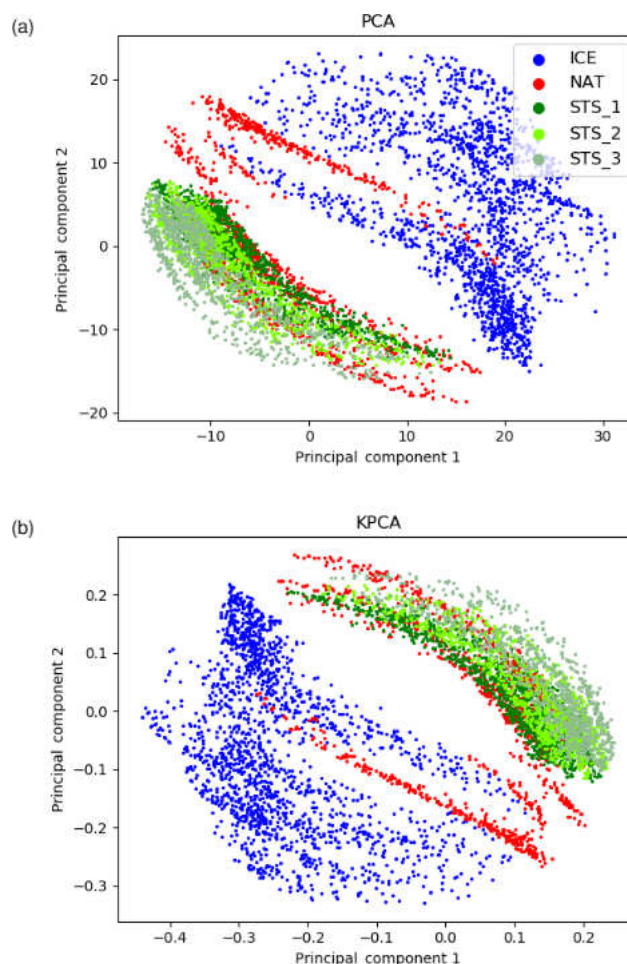 (a)
PCA
20
10
0
−10
−20
Principal component 2
ICE
NAT
STS_1
STS_2
STS_3
−10
0
10
20
30
Principal component 1
(b)
KPCA
0.2
0.1
0.0
−0.1
−0.2
−0.3
Principal component 2
−0.4
−0.3
−0.2
−0.1
0.0
0.1
0.2
Principal component 1